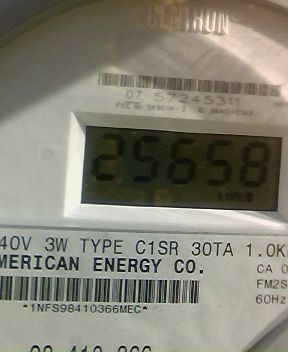 CENTRON
07 57245311
25658
kWh
40V 3W TYPE C1SR 30TA 1.0K
MERICAN ENERGY CO.
CA 0
FM2S
*1NFS98410366MEC*
60Hz